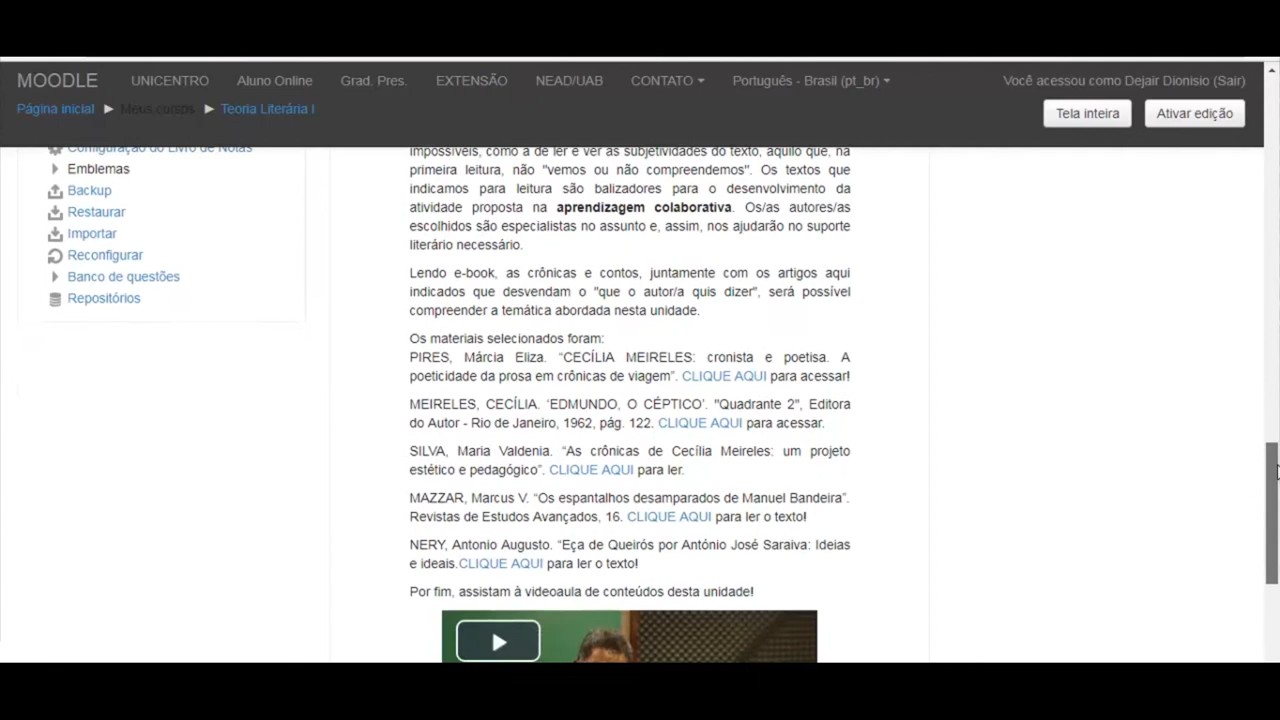 MOODLE UNICENTRO Aluno Online Grad. Pres. EXTENSÃO NEAD/UAB CONTATO Português - Brasil (pt_br) Você acessou como Dejair Dionisio (Sair)
Página inicial Meus cursos Teoria Literária I Tela inteira Ativar edição
Configuração do Livro de Notas
Emblemas
Backup
Restaurar
Importar
Reconfigurar
Banco de questões
Repositórios
impossíveis, como a de ler e ver as subjetividades do texto, aquilo que, na
primeira leitura, não "vemos ou não compreendemos". Os textos que
indicamos para leitura são balizadores para o desenvolvimento da
atividade proposta na aprendizagem colaborativa. Os/as autores/as
escolhidos são especialistas no assunto e, assim, nos ajudarão no suporte
literário necessário.
Lendo e-book, as crônicas e contos, juntamente com os artigos aqui
indicados que desvendam o "que o autor/a quis dizer", será possível
compreender a temática abordada nesta unidade.
Os materiais selecionados foram:
PIRES, Márcia Eliza. “CECÍLIA MEIRELES: cronista e poetisa. A
poeticidade da prosa em crônicas de viagem”. CLIQUE AQUI para acessar!
MEIRELES, CECÍLIA. ‘EDMUNDO, O CÉPTICO’. "Quadrante 2", Editora
do Autor - Rio de Janeiro, 1962, pág. 122. CLIQUE AQUI para acessar.
SILVA, Maria Valdenia. “As crônicas de Cecília Meireles: um projeto
estético e pedagógico”. CLIQUE AQUI para ler.
MAZZAR, Marcus V. “Os espantalhos desamparados de Manuel Bandeira”.
Revistas de Estudos Avançados, 16. CLIQUE AQUI para ler o texto!
NERY, Antonio Augusto. “Eça de Queirós por António José Saraiva: Ideias
e ideais.CLIQUE AQUI para ler o texto!
Por fim, assistam à videoaula de conteúdos desta unidade!